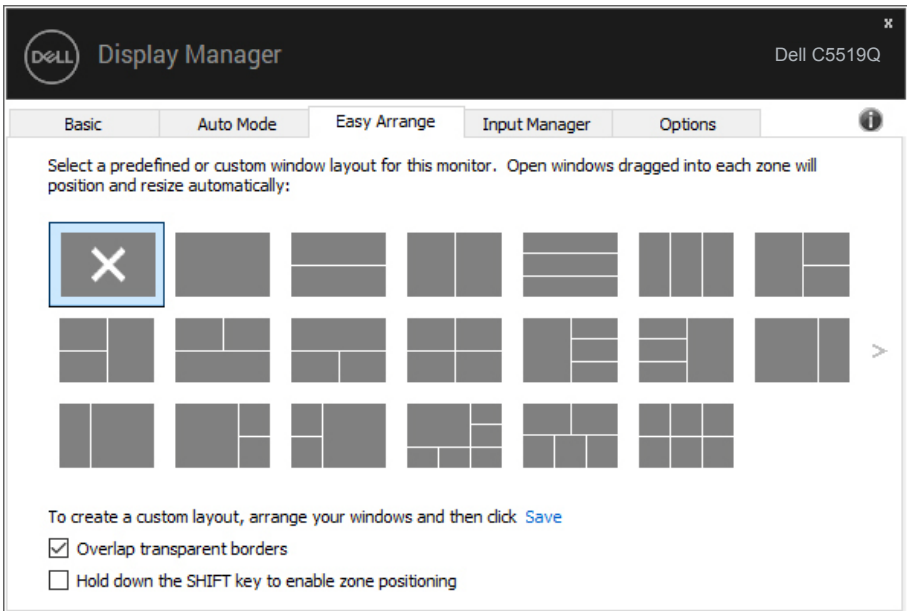 x
DELL
Display Manager
Dell C5519Q
Basic
Auto Mode
Easy Arrange
Input Manager
Options
Select a predefined or custom window layout for this monitor. Open windows dragged into each zone will
position and resize automatically:
>
To create a custom layout, arrange your windows and then click Save
Overlap transparent borders
Hold down the SHIFT key to enable zone positioning